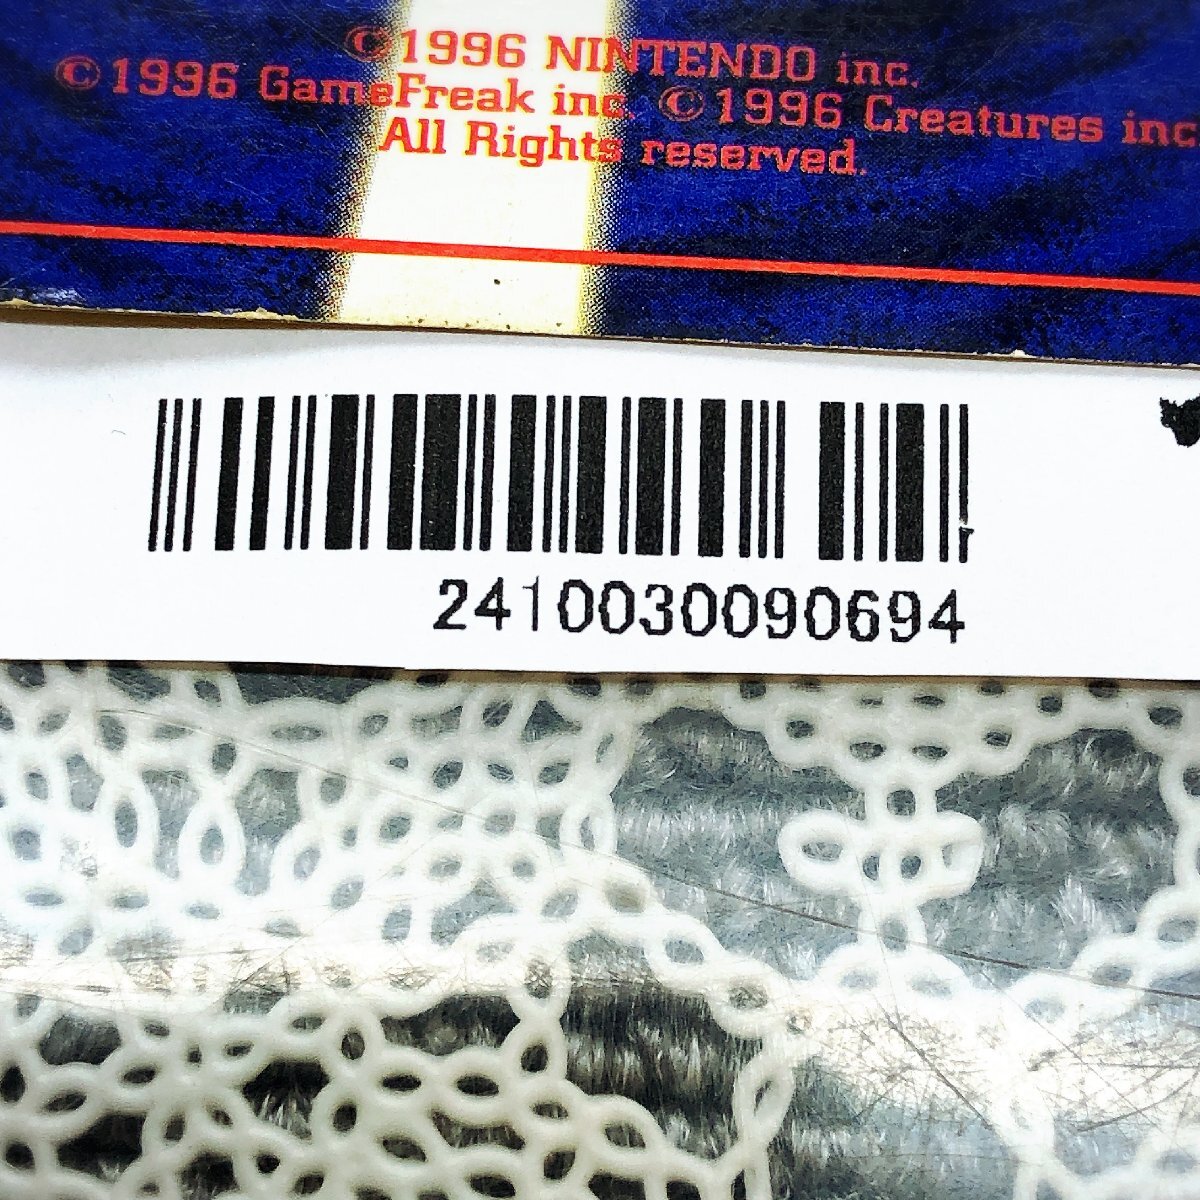 ©1996 NINTENDO inc.
©1996 GameFreak inc. ©1996 Creatures inc.
All Rights reserved.
2410030090694